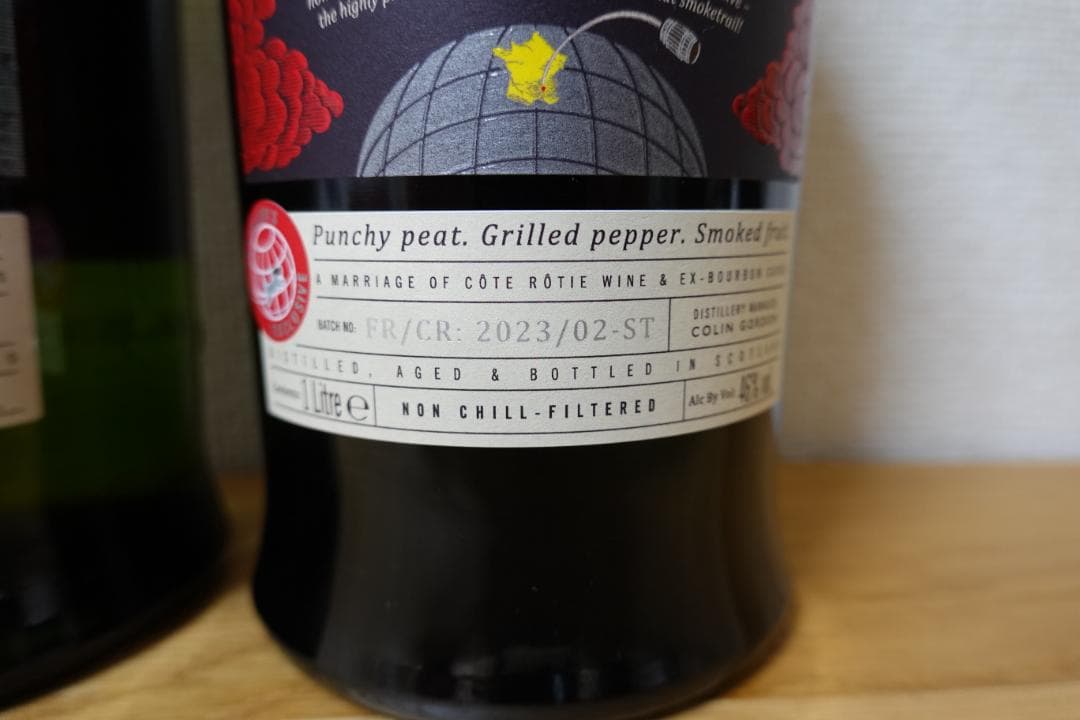 the highly
smoketrail!
Punchy peat. Grilled pepper. Smoked
A MARRIAGE OF CÔTE RÔTIE WINE & EX-BOURBON
BATCH NO: FR/CR: 2023/02-ST
DISTILLERY MANAGER
COLIN GORDON
DISTILLED, AGED & BOTTLED IN
1 Litre ℮
NON CHILL-FILTERED
Alc By Vol: 46%